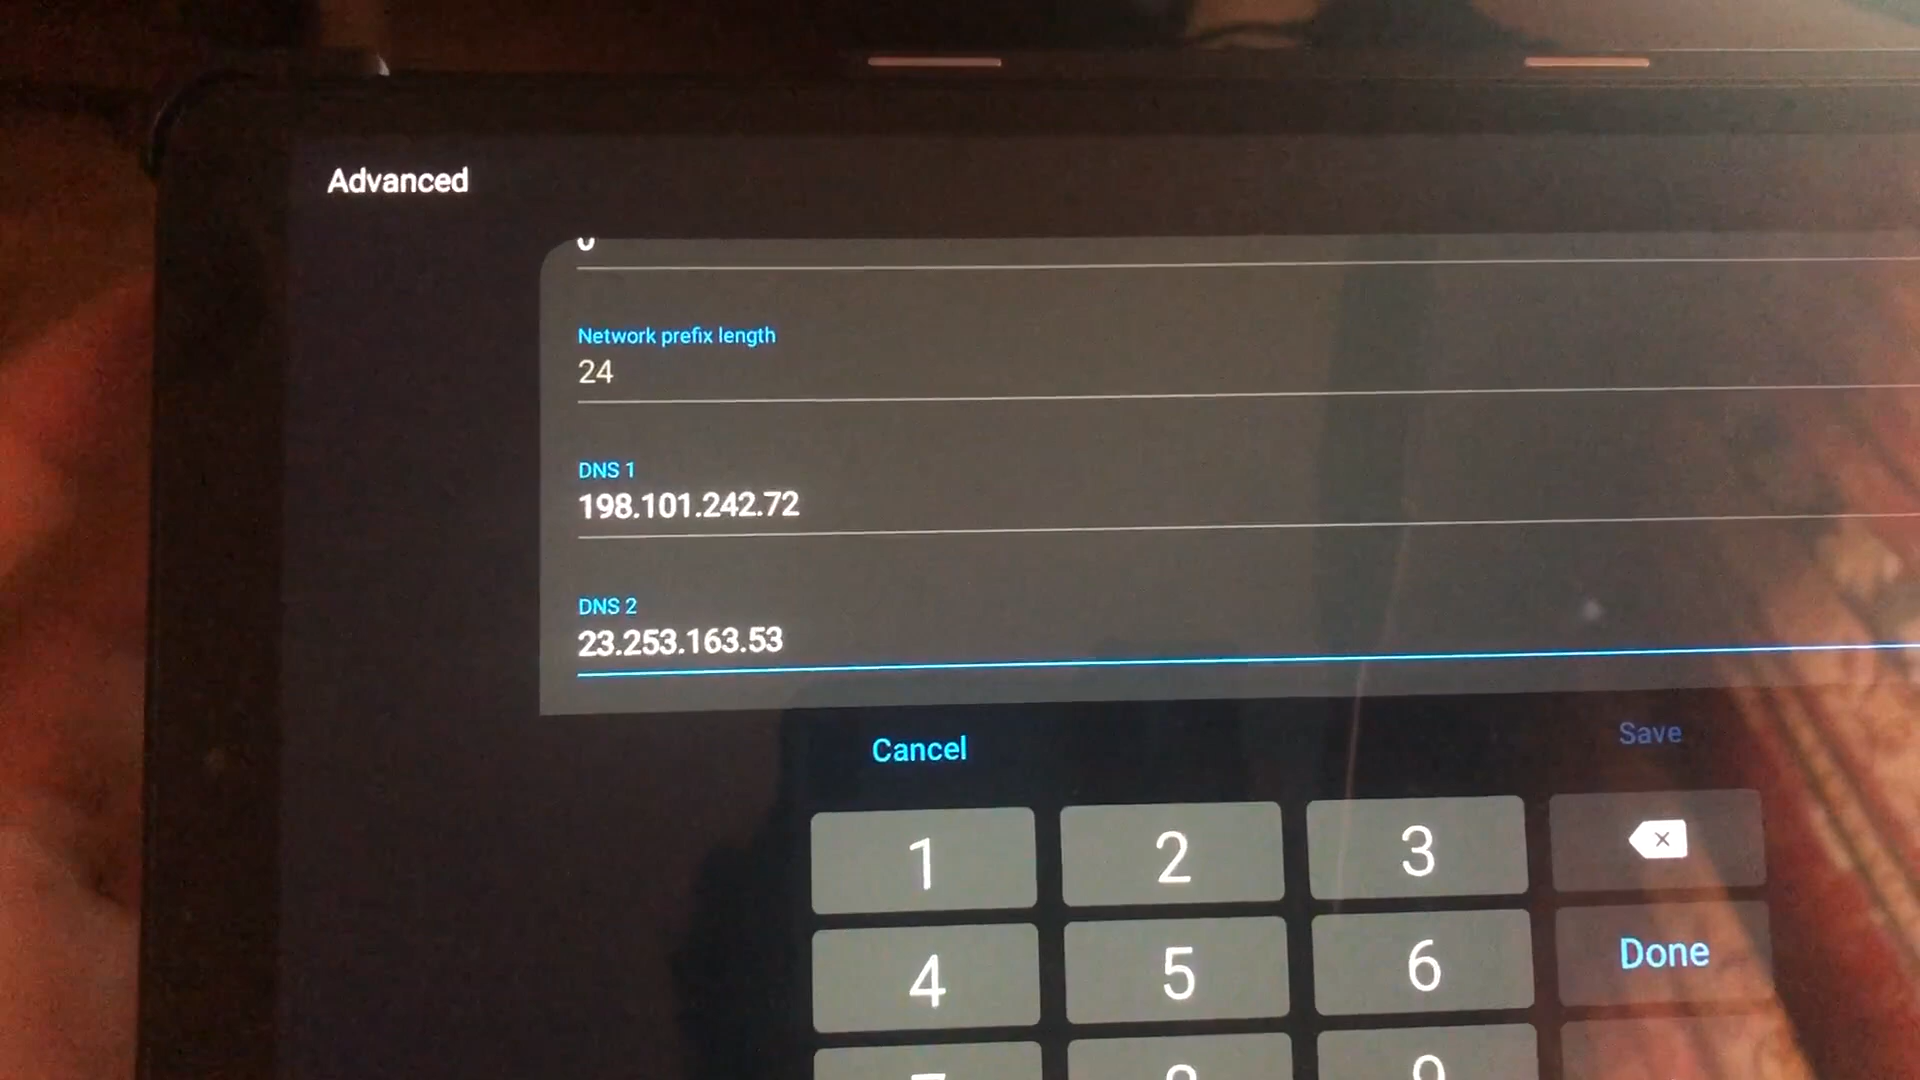 Advanced
Network prefix length
24
DNS 1
198.101.242.72
DNS 2
23.253.163.53
Cancel
Save
1
2
3
4
5
6
Done